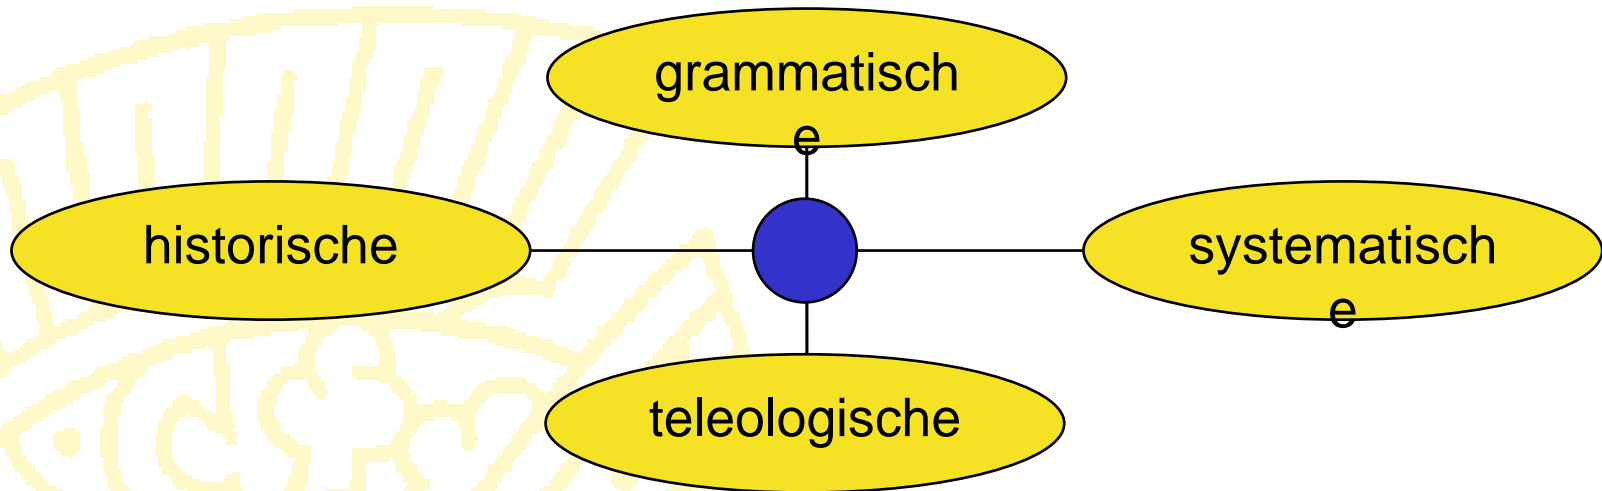 grammatisch
e
historische
systematisch
e
teleologische